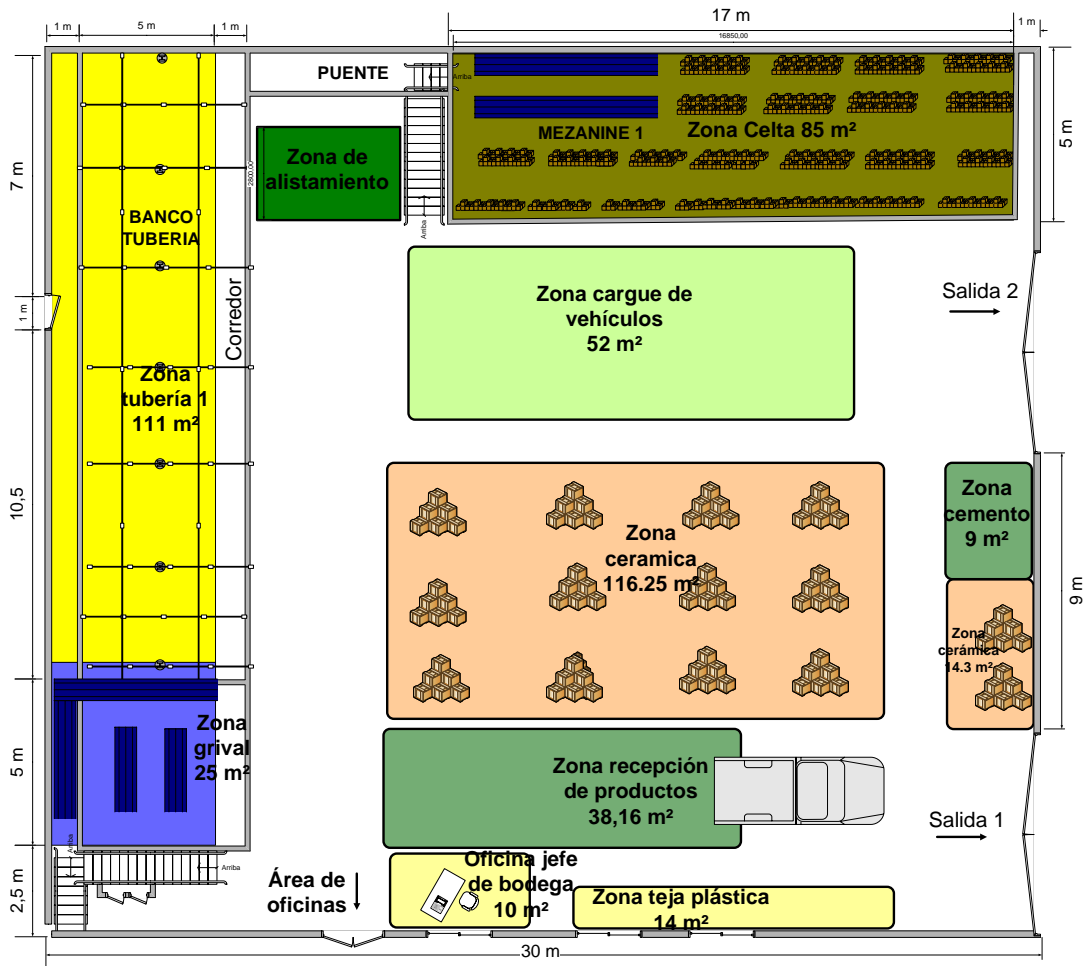 17 m
1 m
5 m
1 m
1 m
16850,00
PUENTE
Arriba
MEZANINE 1
Zona Celta 85 m²
5 m
Zona de
alistamiento
2800,00
7 m
BANCO
TUBERIA
Arriba
Corredor
Zona cargue de
vehículos
52 m²
Salida 2
1 m
Zona
tubería 1
111 m²
10,5
Zona
ceramica
116.25 m²
Zona
cemento
9 m²
9 m
Zona
cerámica
14.3 m²
Zona
grival
25 m²
5 m
Zona recepción
de productos
38,16 m²
Salida 1
Arriba
Arriba
2,5 m
Área de
oficinas
Oficina jefe
de bodega
10 m²
Zona teja plástica
14 m²
30 m